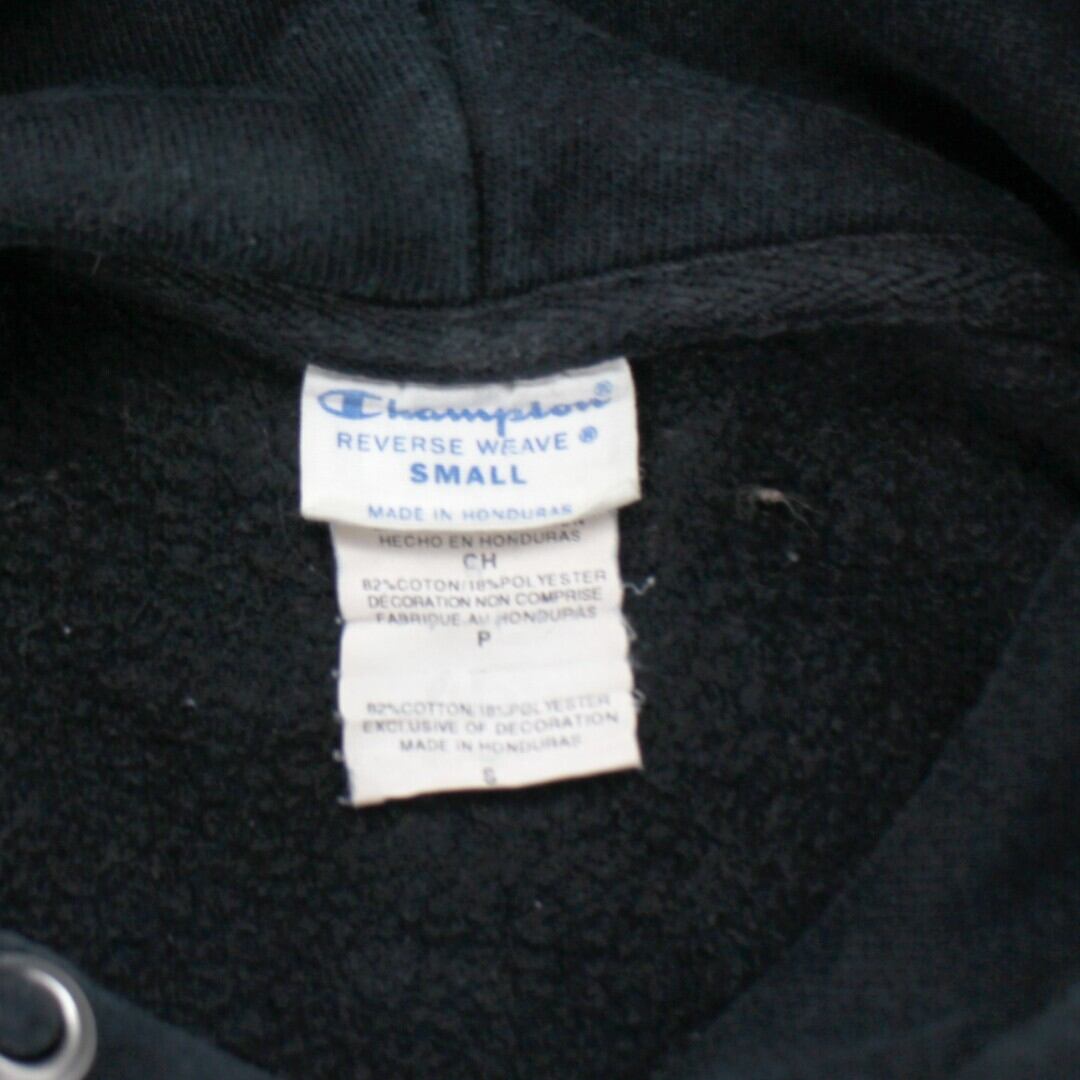 Champion®
REVERSE WEAVE®
SMALL
MADE IN HONDURAS
HECHO EN HONDURAS
CH
82%COTON/18%POLYESTER
DÉCORATION NON COMPRISE
FABRIQUE AU HONDURAS
P
82%COTTON/18%POLYESTER
EXCLUSIVE OF DECORATION
MADE IN HONDURAS
S